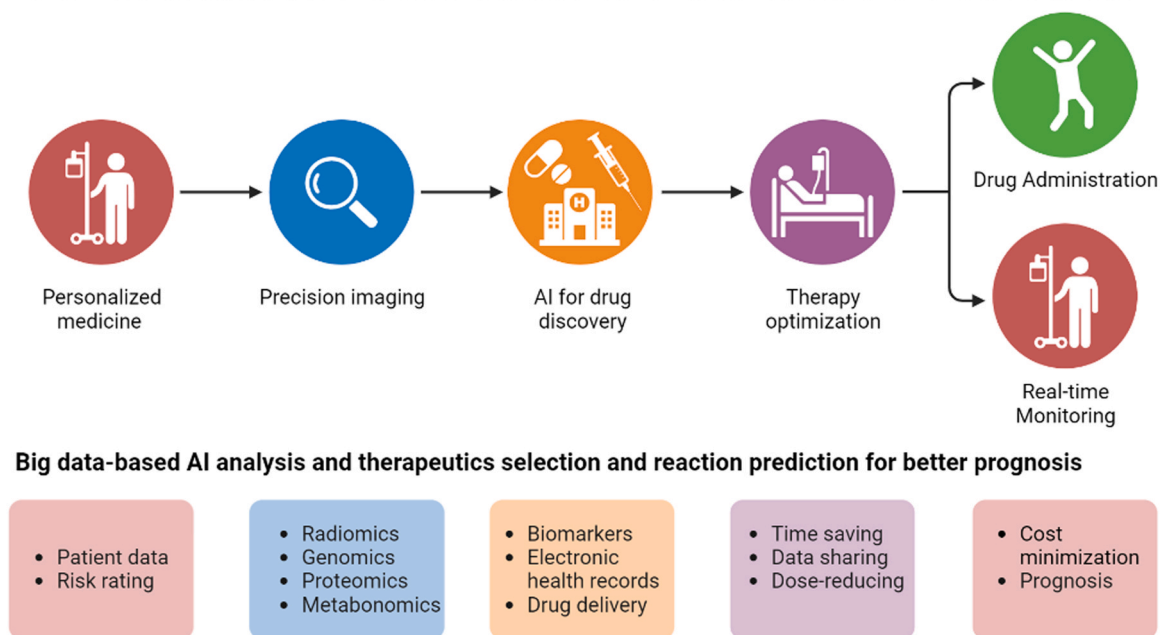 Drug Administration
Personalized
medicine
Precision imaging
AI for drug
discovery
H
Therapy
optimization
Real-time
Monitoring
Big data-based AI analysis and therapeutics selection and reaction prediction for better prognosis
• Patient data
• Risk rating
• Radiomics
• Genomics
• Proteomics
• Metabonomics
• Biomarkers
• Electronic
health records
• Drug delivery
• Time saving
• Data sharing
• Dose-reducing
• Cost
minimization
• Prognosis